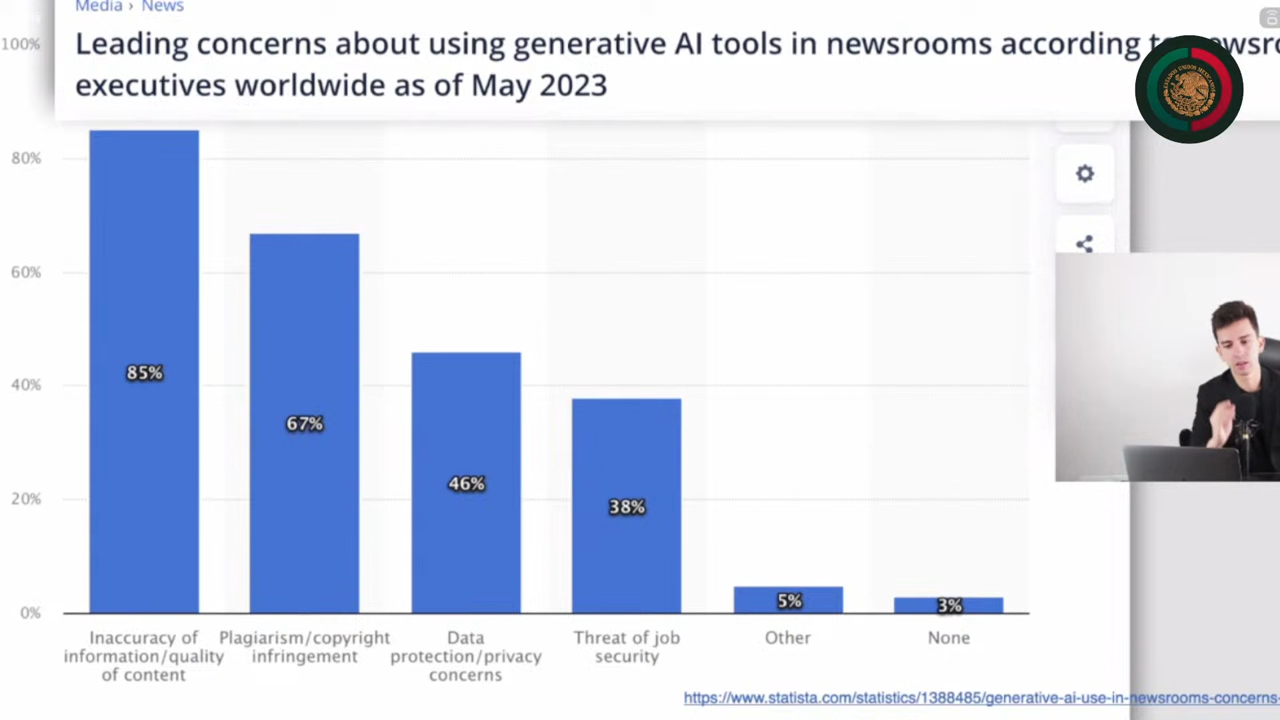 Media › News
Leading concerns about using generative AI tools in newsrooms according
executives worldwide as of May 2023
100%
80%
60%
40%
20%
0%
85%
67%
46%
38%
5%
3%
Inaccuracy of
information/quality
of content
Plagiarism/copyright
infringement
Data
protection/privacy
concerns
Threat of job
security
Other
None
https://www.statista.com/statistics/1388485/generative-ai-use-in-newsrooms-concerns-
ESTADOS UNIDOS MEXICANOS